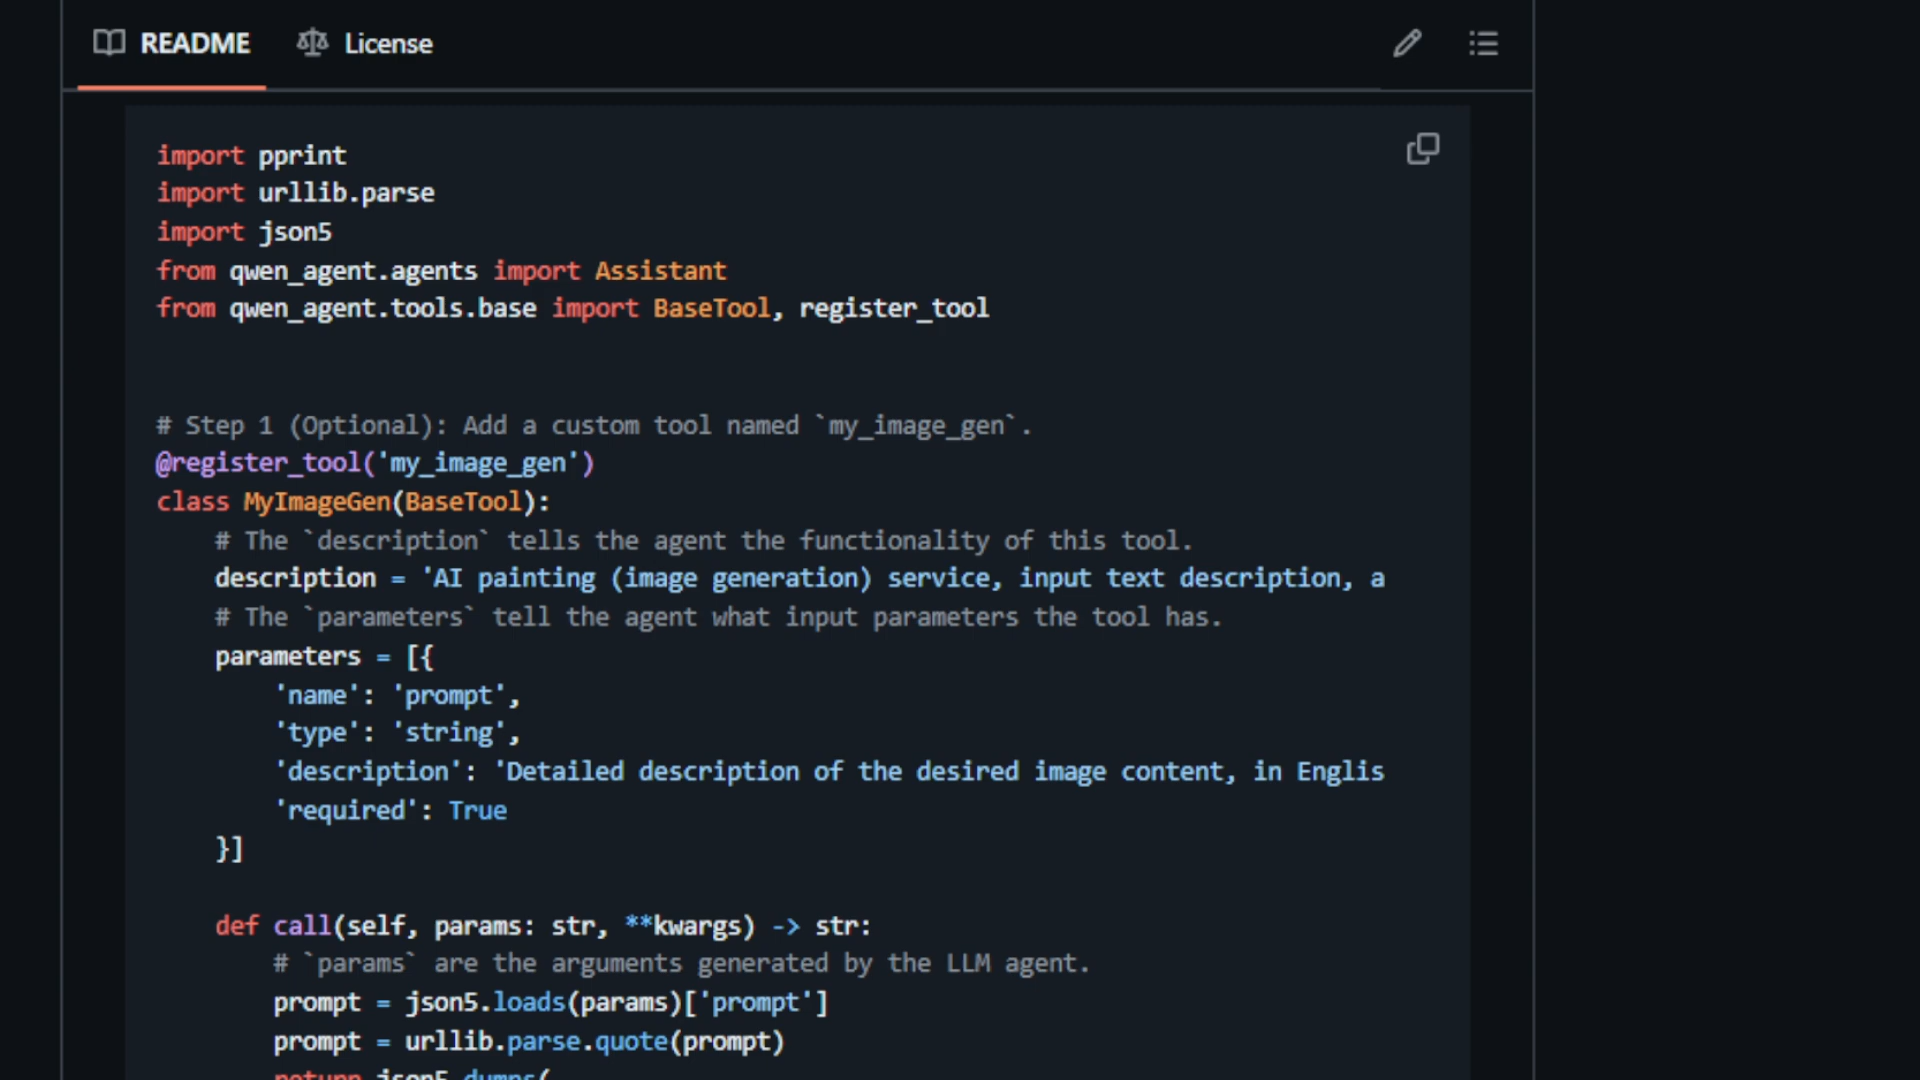 README License
import pprint
import urllib.parse
import json5
from qwen_agent.agents import Assistant
from qwen_agent.tools.base import BaseTool, register_tool
# Step 1 (Optional): Add a custom tool named `my_image_gen`.
@register_tool('my_image_gen')
class MyImageGen(BaseTool):
    # The `description` tells the agent the functionality of this tool.
    description = 'AI painting (image generation) service, input text description, a
    # The `parameters` tell the agent what input parameters the tool has.
    parameters = [{
        'name': 'prompt',
        'type': 'string',
        'description': 'Detailed description of the desired image content, in Englis
        'required': True
    }]
    def call(self, params: str, **kwargs) -> str:
        # `params` are the arguments generated by the LLM agent.
        prompt = json5.loads(params)['prompt']
        prompt = urllib.parse.quote(prompt)
        return json5.dumps(